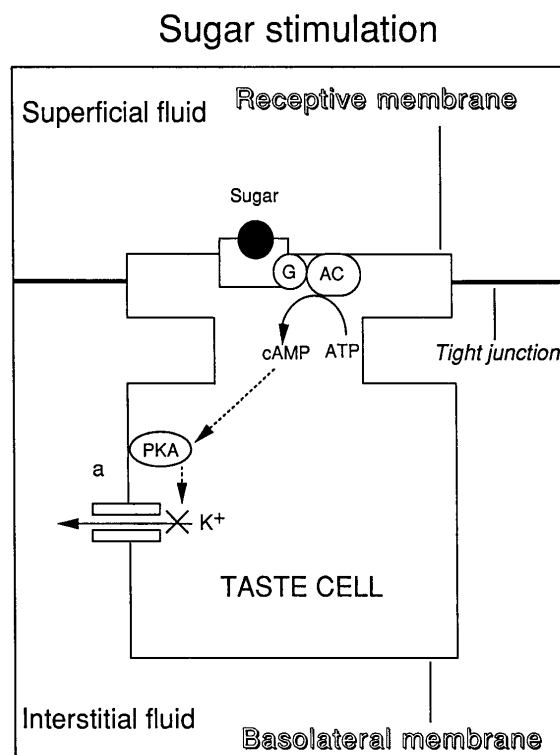 Sugar stimulation
Superficial fluid
Receptive membrane
Sugar
G
AC
cAMP ATP
Tight junction
PKA
a
K+
TASTE CELL
Interstitial fluid
Basolateral membrane